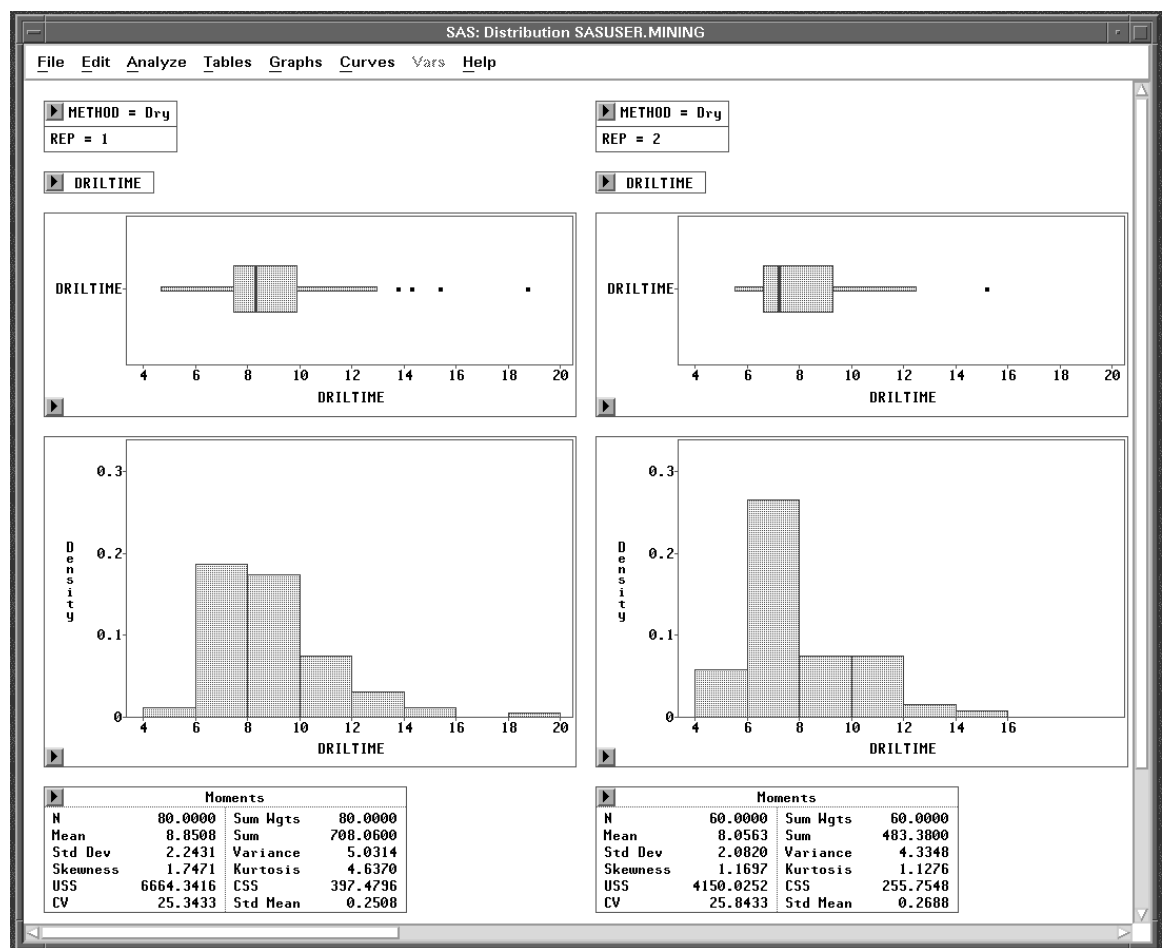 SAS: Distribution SASUSER.MINING
File Edit Analyze Tables Graphs Curves Vars Help
METHOD = Dry
REP = 1
DRILTIME
DRILTIME
4 6 8 10 12 14 16 18 20
DRILTIME
0.3
0.2
0.1
0
Density
4 6 8 10 12 14 16 18 20
DRILTIME
Moments
N 80.0000 Sum Wgts 80.0000
Mean 8.8508 Sum 708.0600
Std Dev 2.2431 Variance 5.0314
Skewness 1.7471 Kurtosis 4.6370
USS 6664.3416 CSS 397.4796
CV 25.3433 Std Mean 0.2508
METHOD = Dry
REP = 2
DRILTIME
DRILTIME
4 6 8 10 12 14 16 18 20
DRILTIME
0.3
0.2
0.1
0
Density
4 6 8 10 12 14 16
DRILTIME
Moments
N 60.0000 Sum Wgts 60.0000
Mean 8.0563 Sum 483.3800
Std Dev 2.0820 Variance 4.3348
Skewness 1.1697 Kurtosis 1.1276
USS 4150.0252 CSS 255.7548
CV 25.8433 Std Mean 0.2688